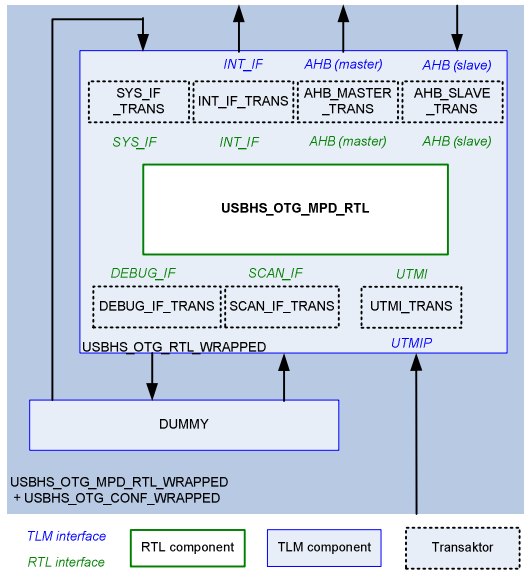 INT_IF
AHB (master)
AHB (slave)
SYS_IF
_TRANS
INT_IF_TRANS
AHB_MASTER
_TRANS
AHB_SLAVE
_TRANS
SYS_IF
INT_IF
AHB (master)
AHB (slave)
USBHS_OTG_MPD_RTL
DEBUG_IF
SCAN_IF
UTMI
DEBUG_IF_TRANS
SCAN_IF_TRANS
UTMI_TRANS
USBHS_OTG_RTL_WRAPPED
UTMIP
DUMMY
USBHS_OTG_MPD_RTL_WRAPPED
+ USBHS_OTG_CONF_WRAPPED
TLM interface
RTL interface
RTL component
TLM component
Transaktor